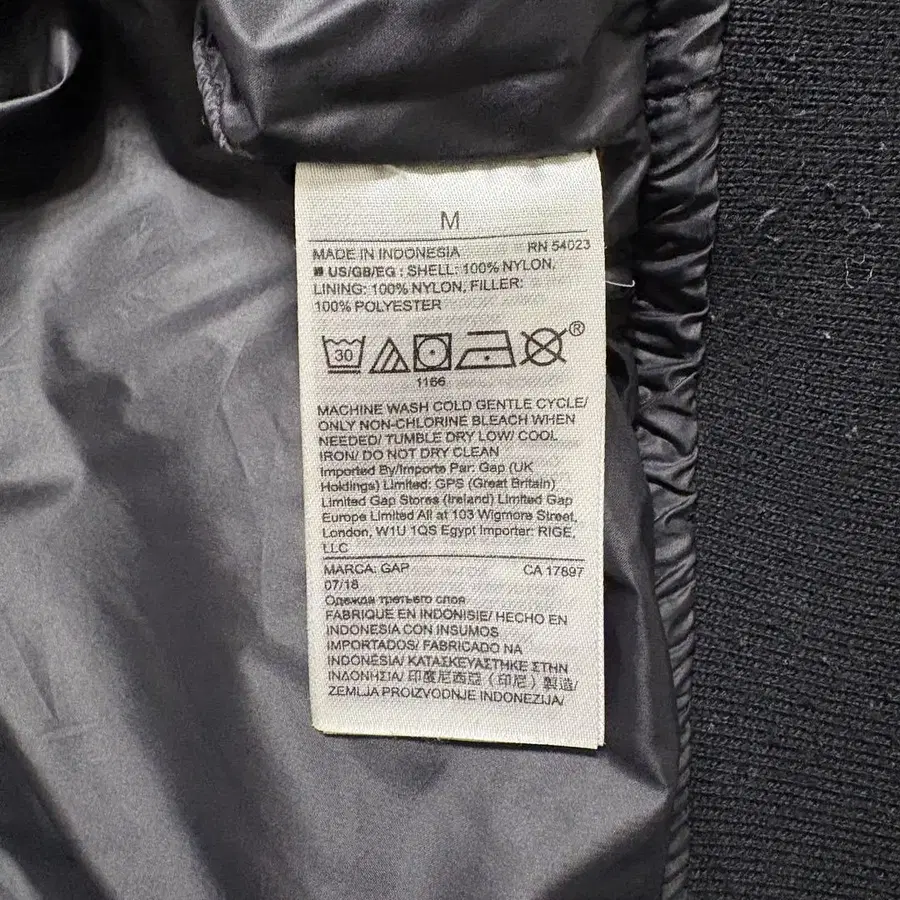 M
MADE IN INDONESIA RN 54023
US/GB/EG : SHELL: 100% NYLON,
LINING: 100% NYLON, FILLER:
100% POLYESTER
30
®
1166
MACHINE WASH COLD GENTLE CYCLE/
ONLY NON-CHLORINE BLEACH WHEN
NEEDED/ TUMBLE DRY LOW/ COOL
IRON/ DO NOT DRY CLEAN
Imported By/Importe Par: Gap (UK
Holdings) Limited: GPS (Great Britain)
Limited Gap Stores (Ireland) Limited Gap
Europe Limited All at 103 Wigmore Street,
London, W1U 1QS Egypt Importer: RIGE,
LLC
MARCA: GAP CA 17897
07/18
Одежда третьего слоя
FABRIQUE EN INDONISIE/ HECHO EN
INDONESIA CON INSUMOS
IMPORTADOS/ FABRICADO NA
INDONÉSIA/ ΚΑΤΑΣΚΕΥΑΣΤΗΚΕ ΣΤΗΝ
ΙΝΔΟΝΗΣΙΑ/ 印度尼西亞（印尼）製造/
ZEMLJA PROIZVODNJE INDONEZIJA/